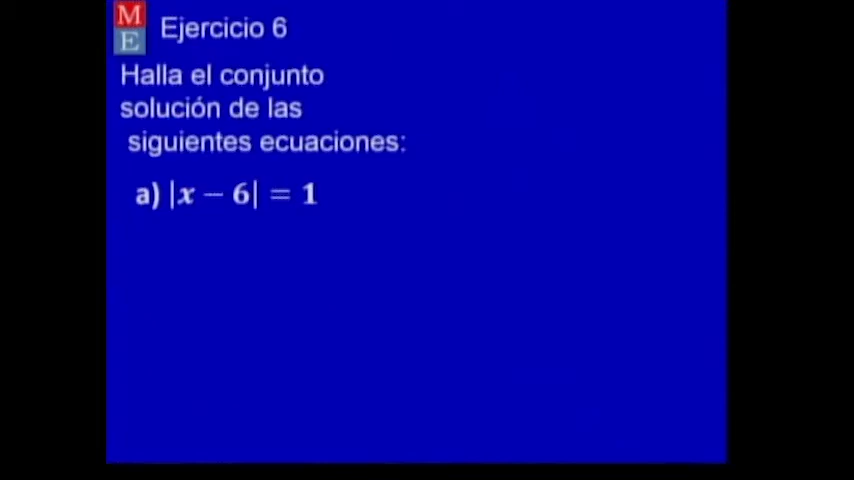 M
E
Ejercicio 6
Halla el conjunto
solución de las
siguientes ecuaciones:
a) |x − 6| = 1